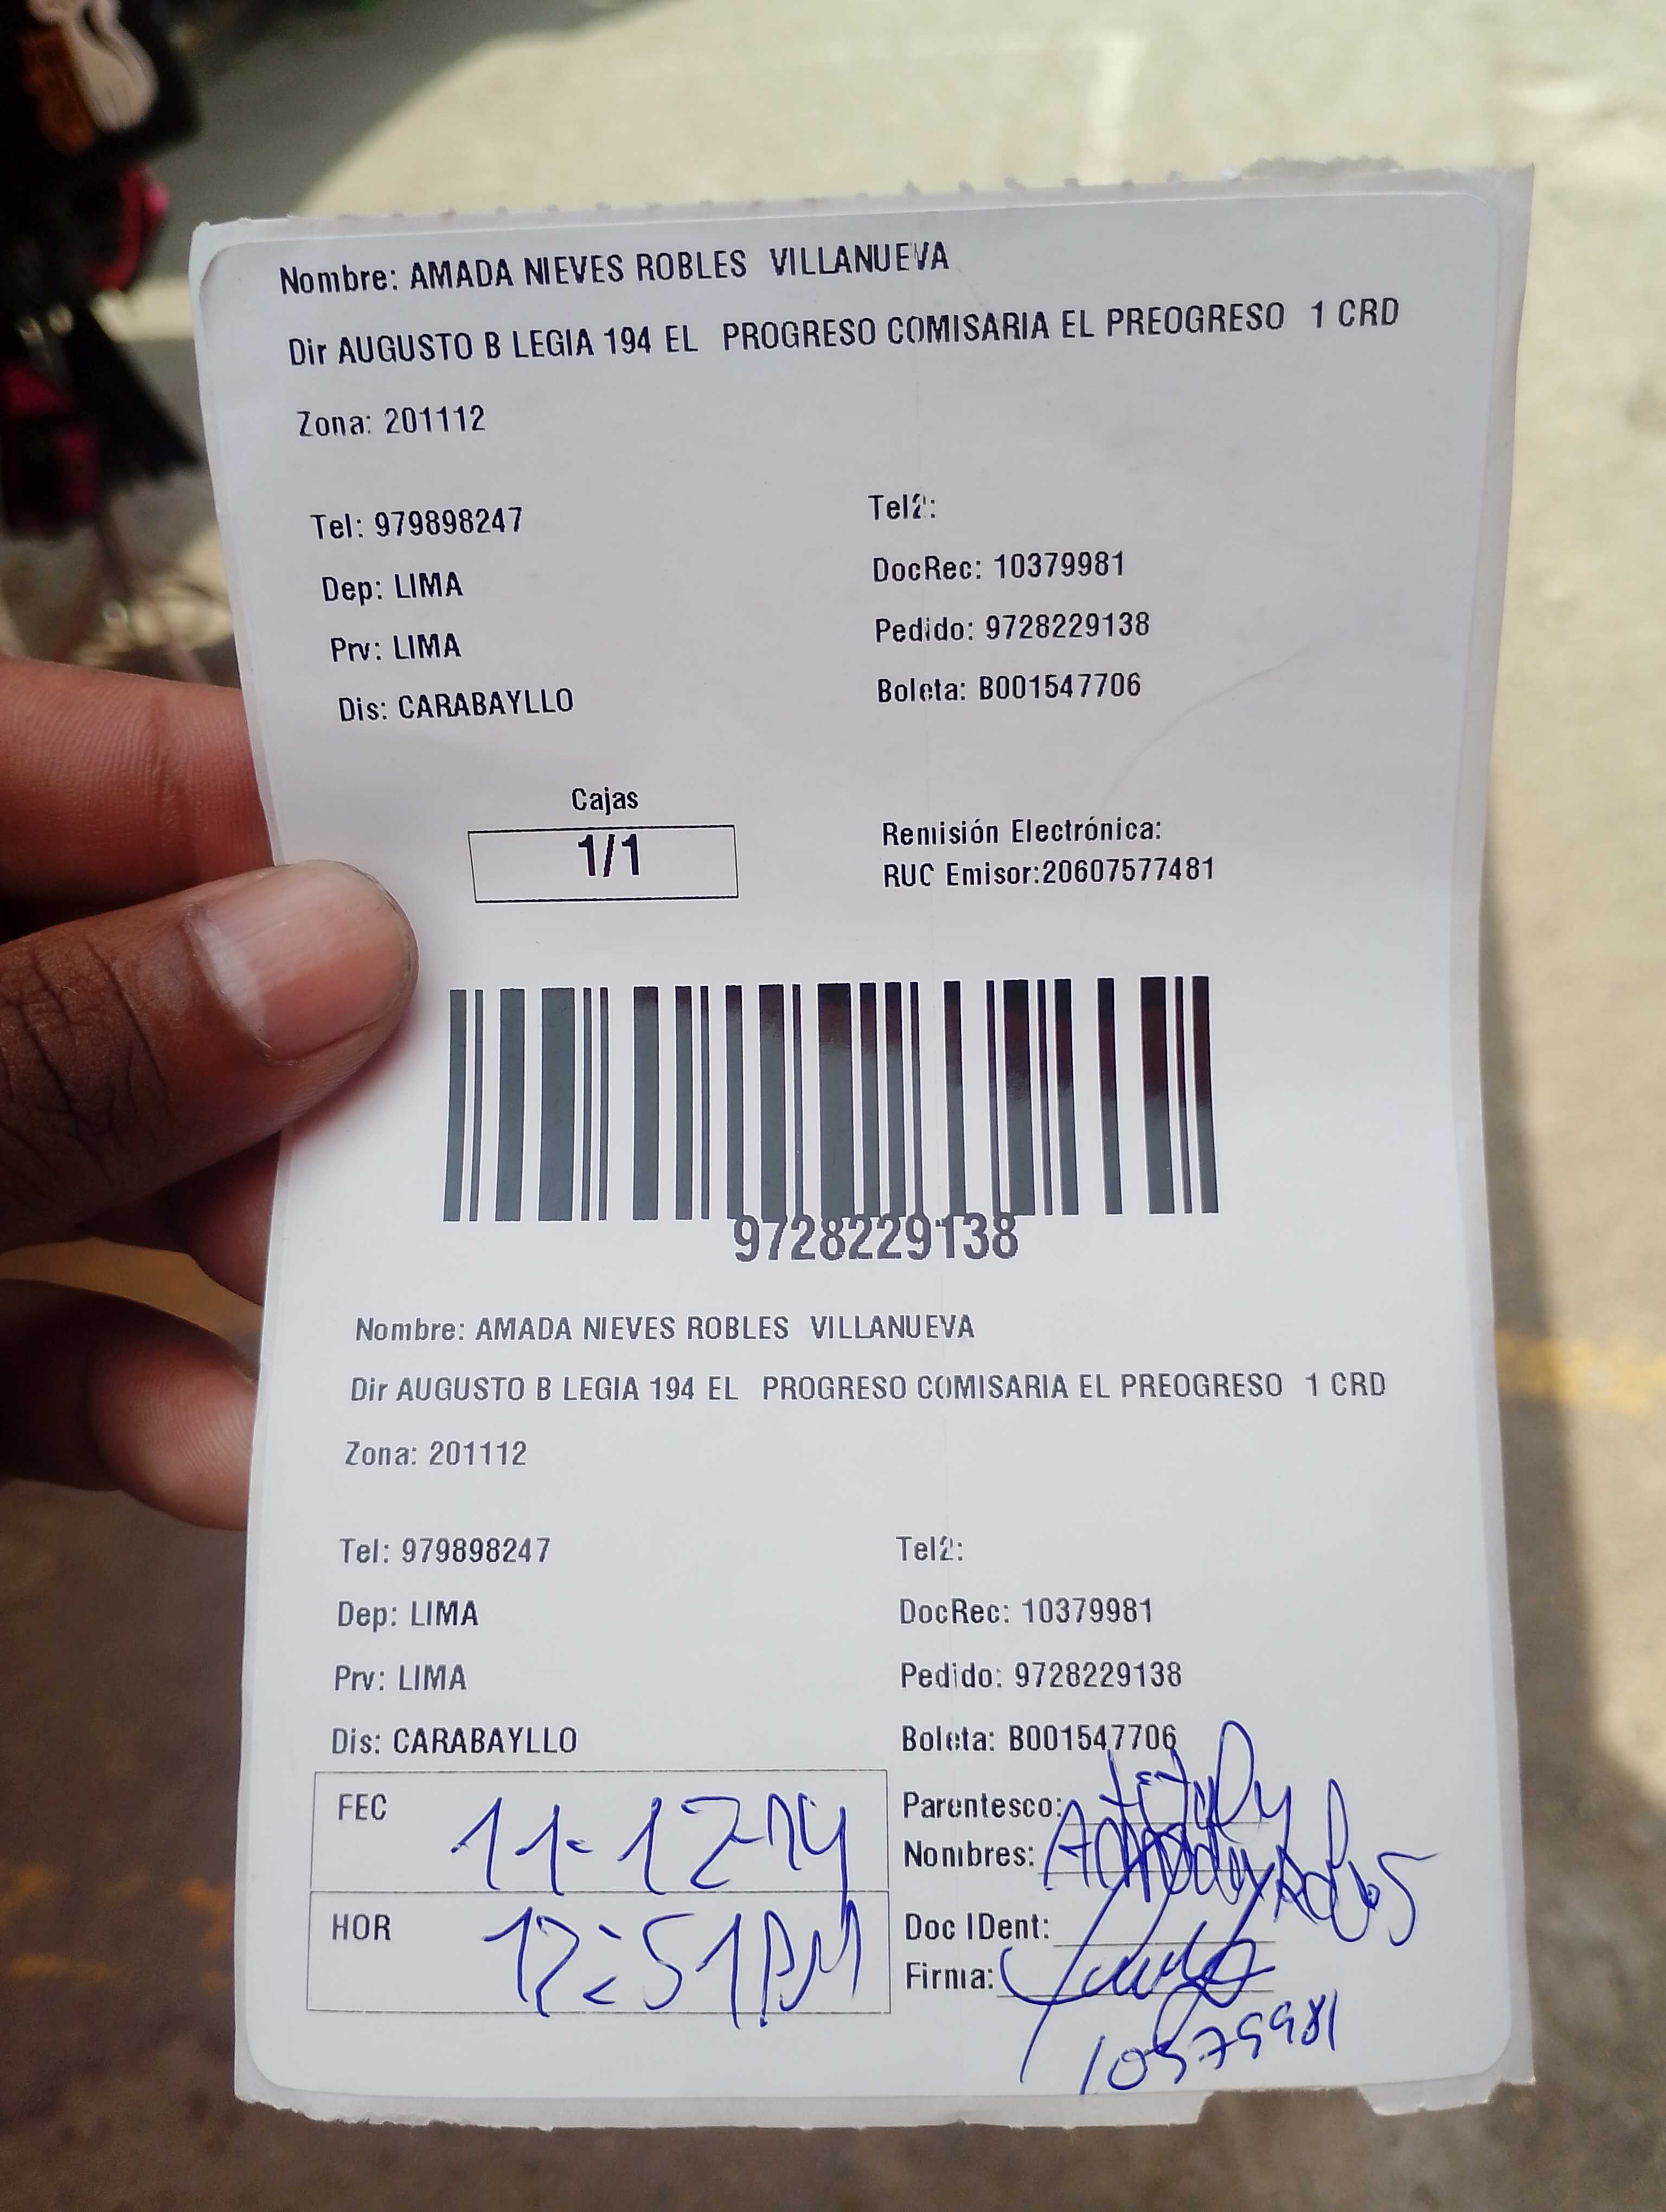 Nombre: AMADA NIEVES ROBLES VILLANUEVA
Dir AUGUSTO B LEGIA 194 EL PROGRESO COMISARIA EL PREOGRESO 1 CRD
Zona: 201112
Tel: 979898247 Tel2:
Dep: LIMA DocRec: 10379981
Prv: LIMA Pedido: 9728229138
Dis: CARABAYLLO Boleta: B001547706
Cajas
1/1
Remisión Electrónica:
RUC Emisor:20607577481
9728229138
Nombre: AMADA NIEVES ROBLES VILLANUEVA
Dir AUGUSTO B LEGIA 194 EL PROGRESO COMISARIA EL PREOGRESO 1 CRD
Zona: 201112
Tel: 979898247 Tel2:
Dep: LIMA DocRec: 10379981
Prv: LIMA Pedido: 9728229138
Dis: CARABAYLLO Boleta: B001547706
FEC 11-12-
Parentesco:
Nombres:
HOR 12:51PM
Doc IDent:
Firma:
10379981